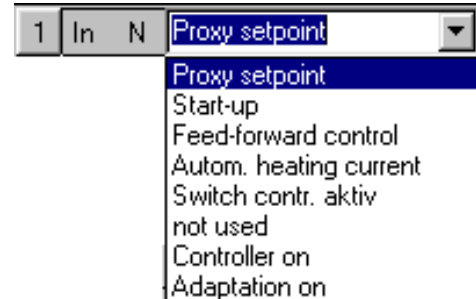 1 In N Proxy setpoint
Proxy setpoint
Start-up
Feed-forward control
Autom. heating current
Switch contr. aktiv
not used
Controller on
Adaptation on